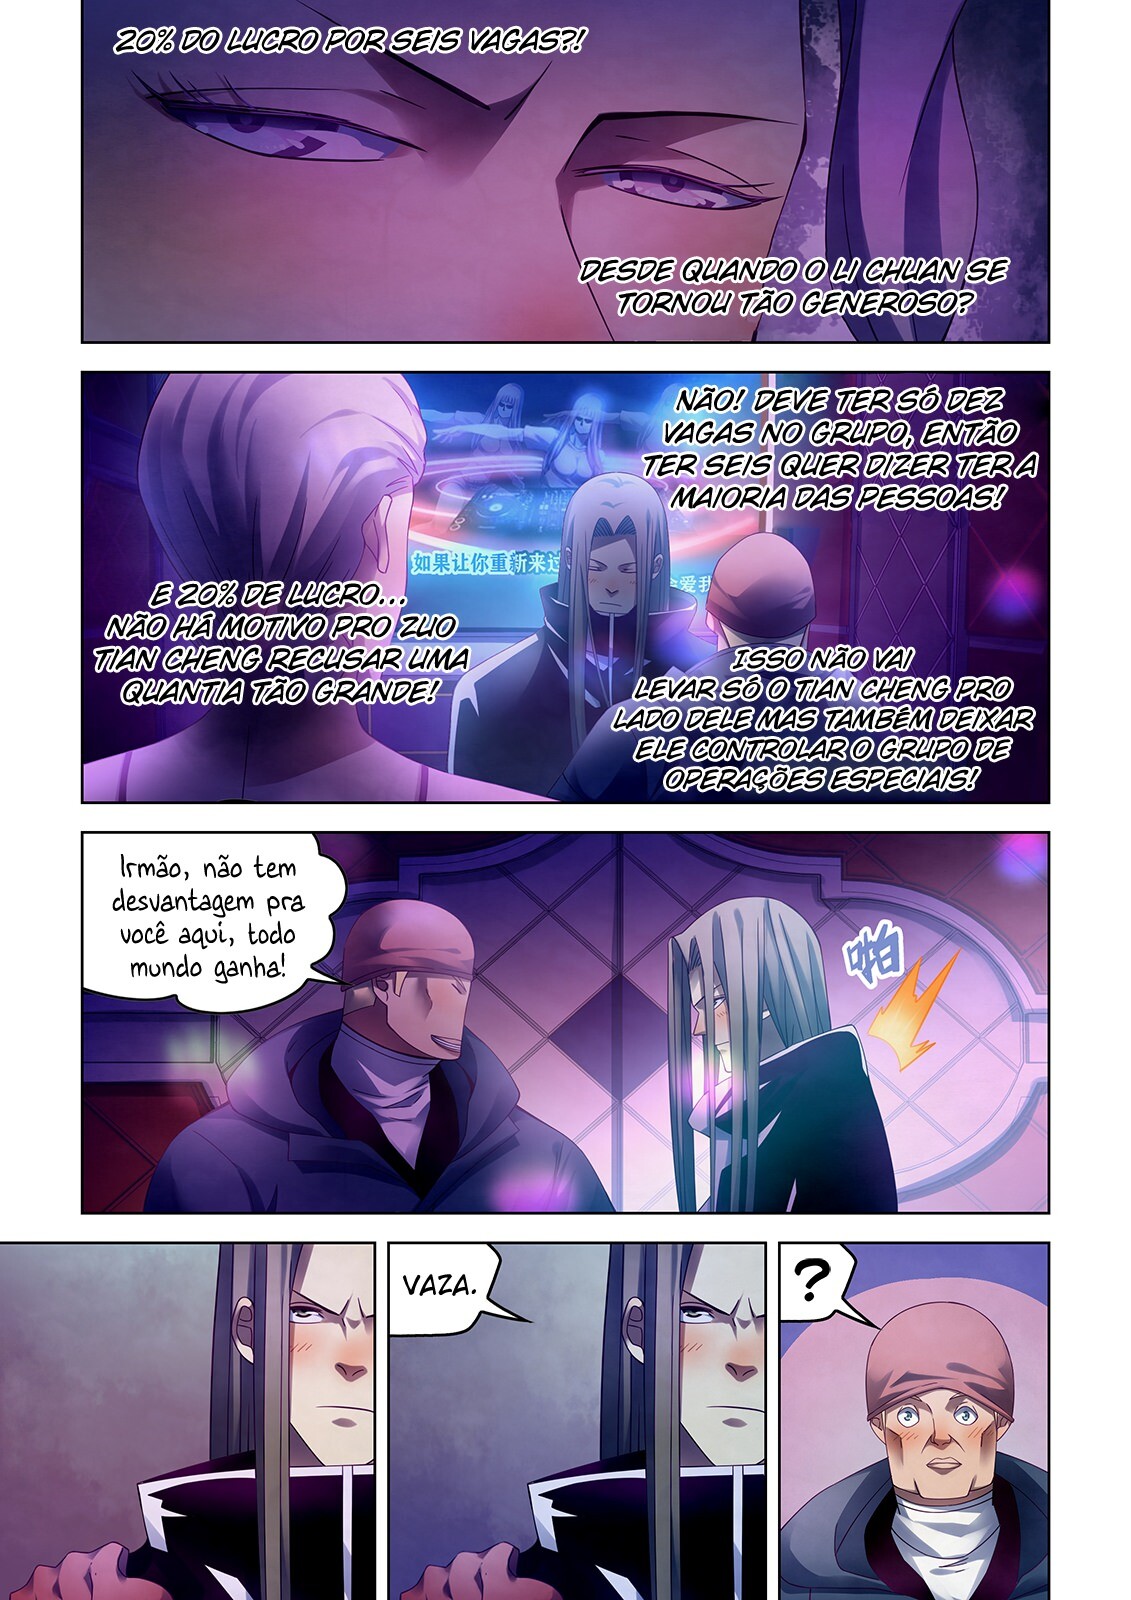 20% DO LUCRO POR SEIS VAGAS?!
DESDE QUANDO O LI CHUAN SE
TORNOU TÃO GENEROSO?
NÃO! DEVE TER SÓ DEZ
VAGAS NO GRUPO, ENTÃO
TER SEIS QUER DIZER TER A
MAIORIA DAS PESSOAS!
如果让你重新来过
会爱我
E 20% DE LUCRO...
NÃO HÁ MOTIVO PRO ZUO
TIAN CHENG RECUSAR UMA
QUANTIA TÃO GRANDE!
ISSO NÃO VAI
LEVAR SÓ O TIAN CHENG PRO
LADO DELE MAS TAMBÉM DEIXAR
ELE CONTROLAR O GRUPO DE
OPERAÇÕES ESPECIAIS!
Irmão, não tem
desvantagem pra
você aqui, todo
mundo ganha!
啪
VAZA.
?